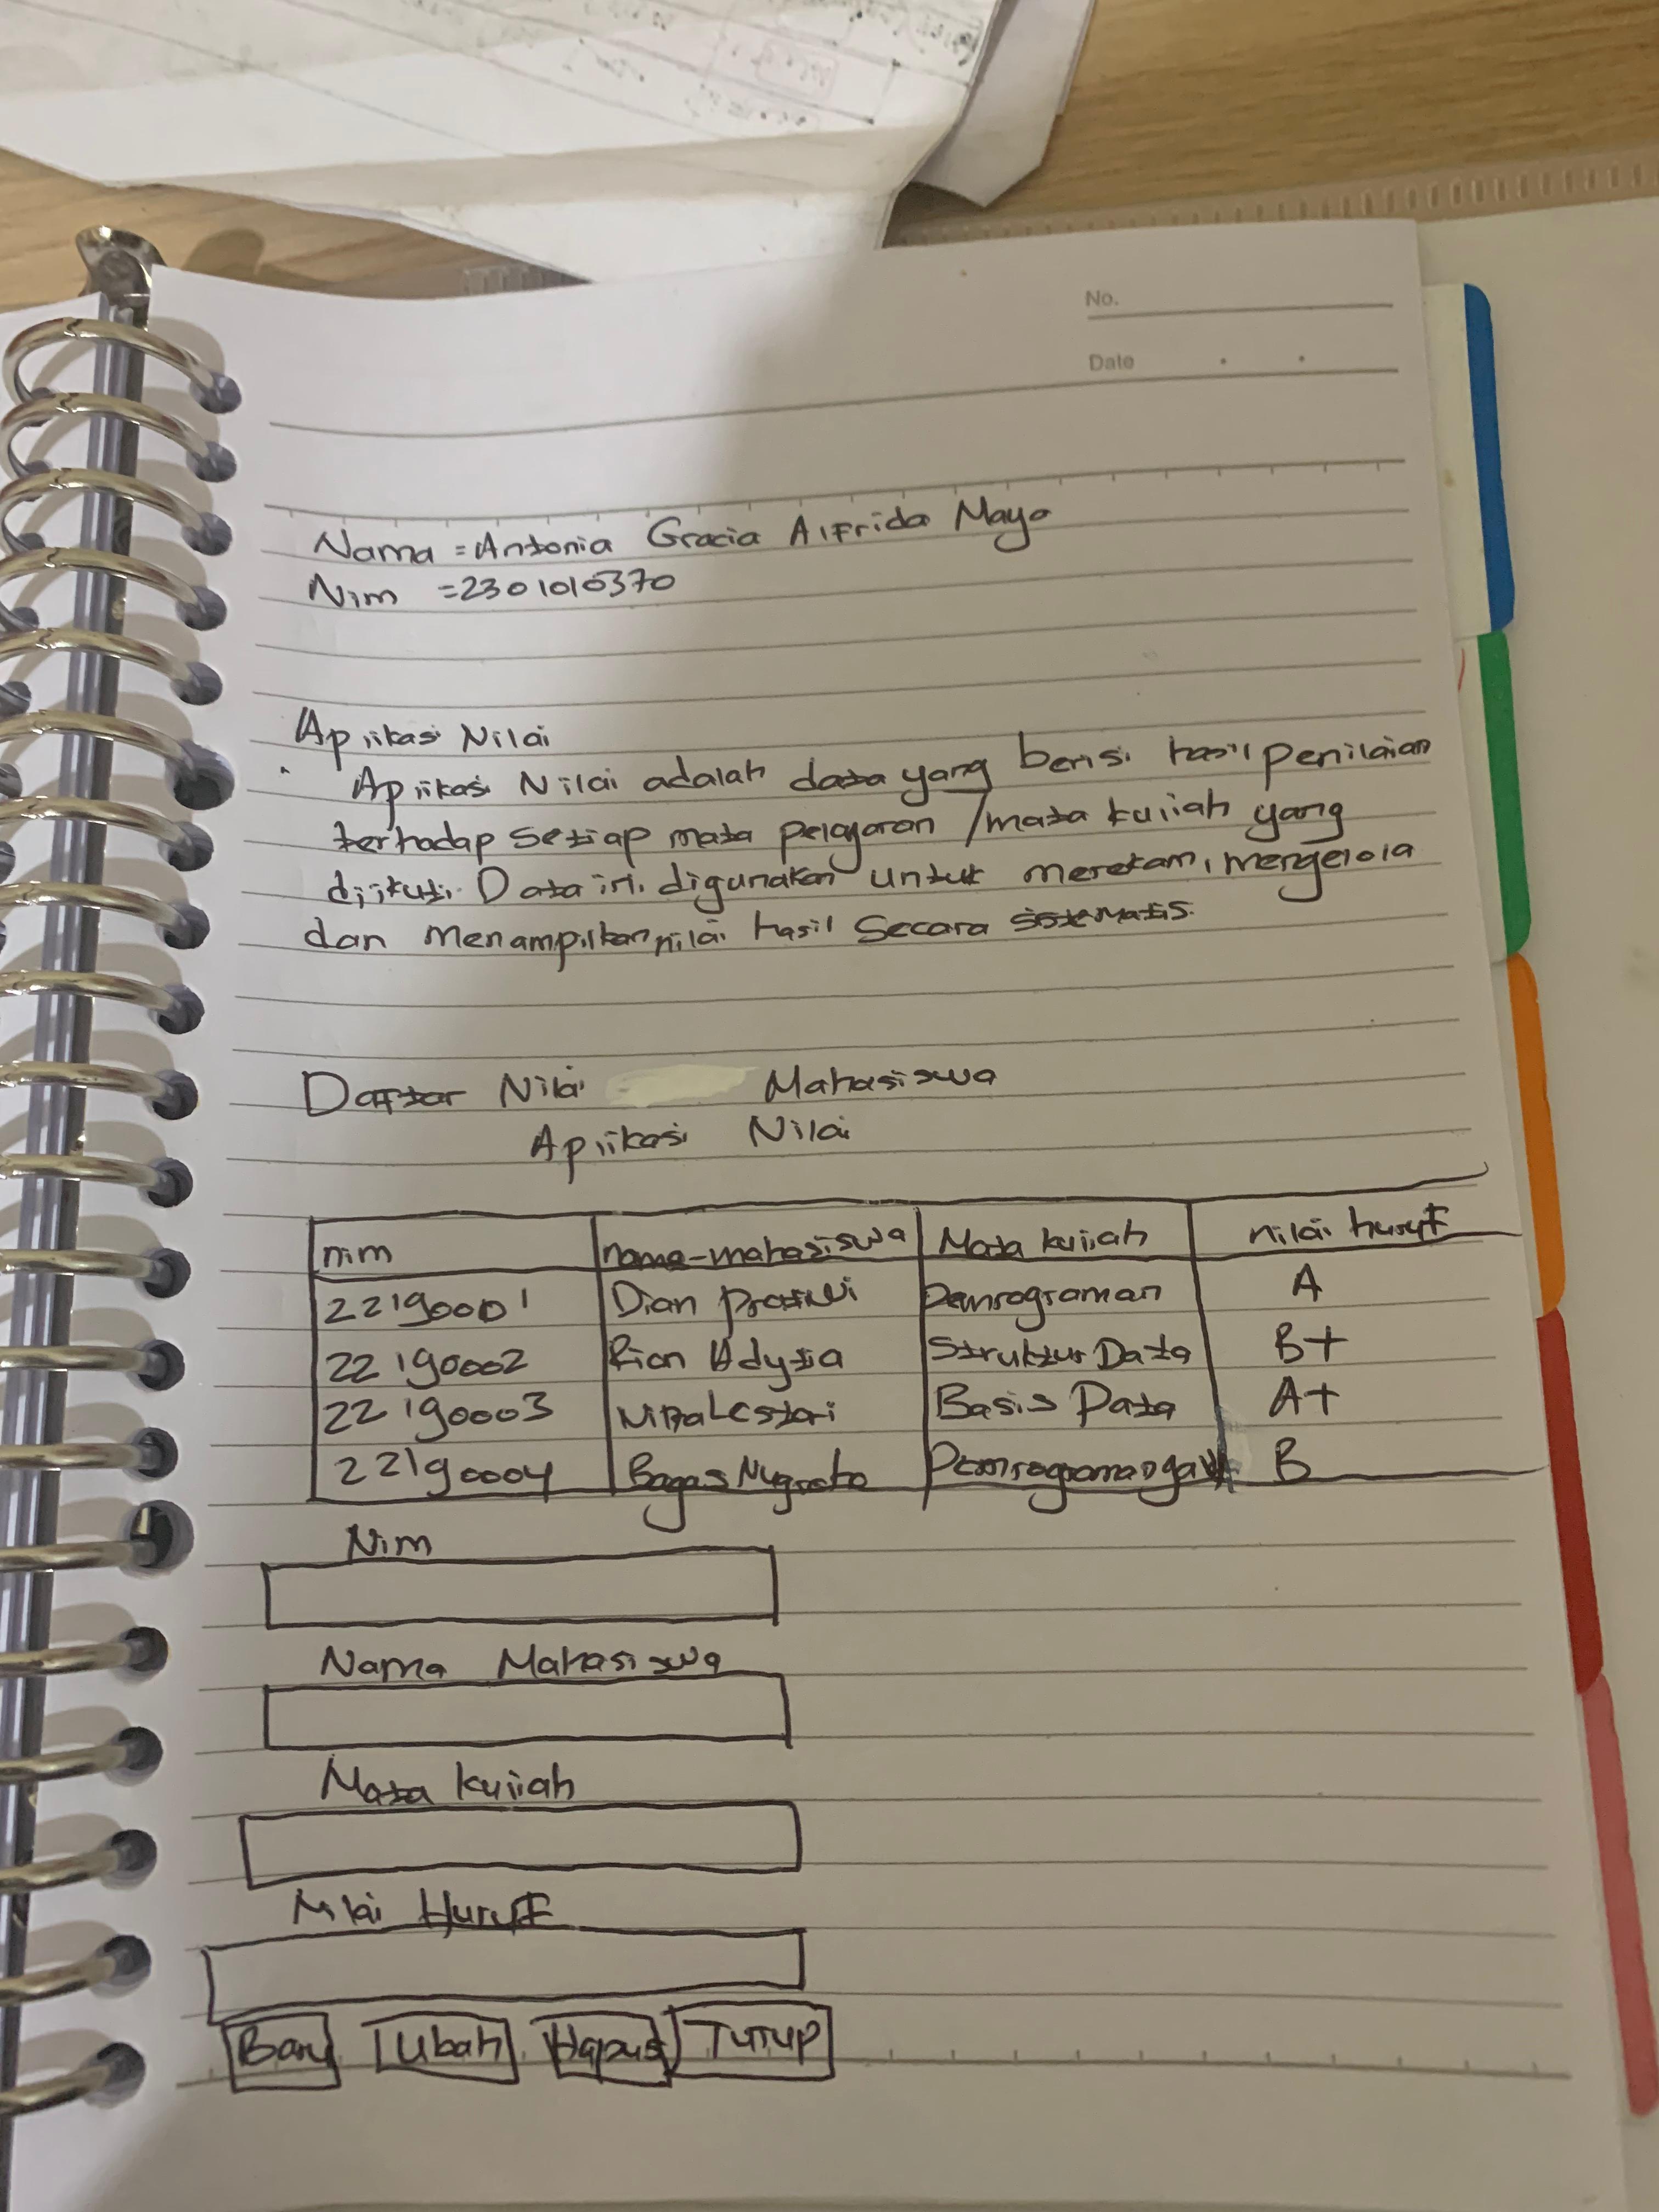 No.
Date
Nama = Antonia Gracia Alfrida Mayo
Nim = 2301010370
Aplikasi Nilai
Aplikasi Nilai adalah data yang berisi hasil penilaian
terhadap setiap mata pelajaran / mata kuliah yang
diikuti. Data ini digunakan untuk merekam, mengelola
dan menampilkan nilai hasil secara sistematis.
Daftar Nilai Mahasiswa
Aplikasi Nilai
nim nama-mahasiswa Mata kuliah nilai huruf
22190001 Dian Pratiwi Pemrograman A
22190002 Rian Adytia Struktur Data B+
22190003 Lestari Basis Data A+
22190004 Bagas Nugroho B
Nim
Nama Mahasiswa
Mata kuliah
Nilai Huruf
Baru Ubah Hapus Tutup